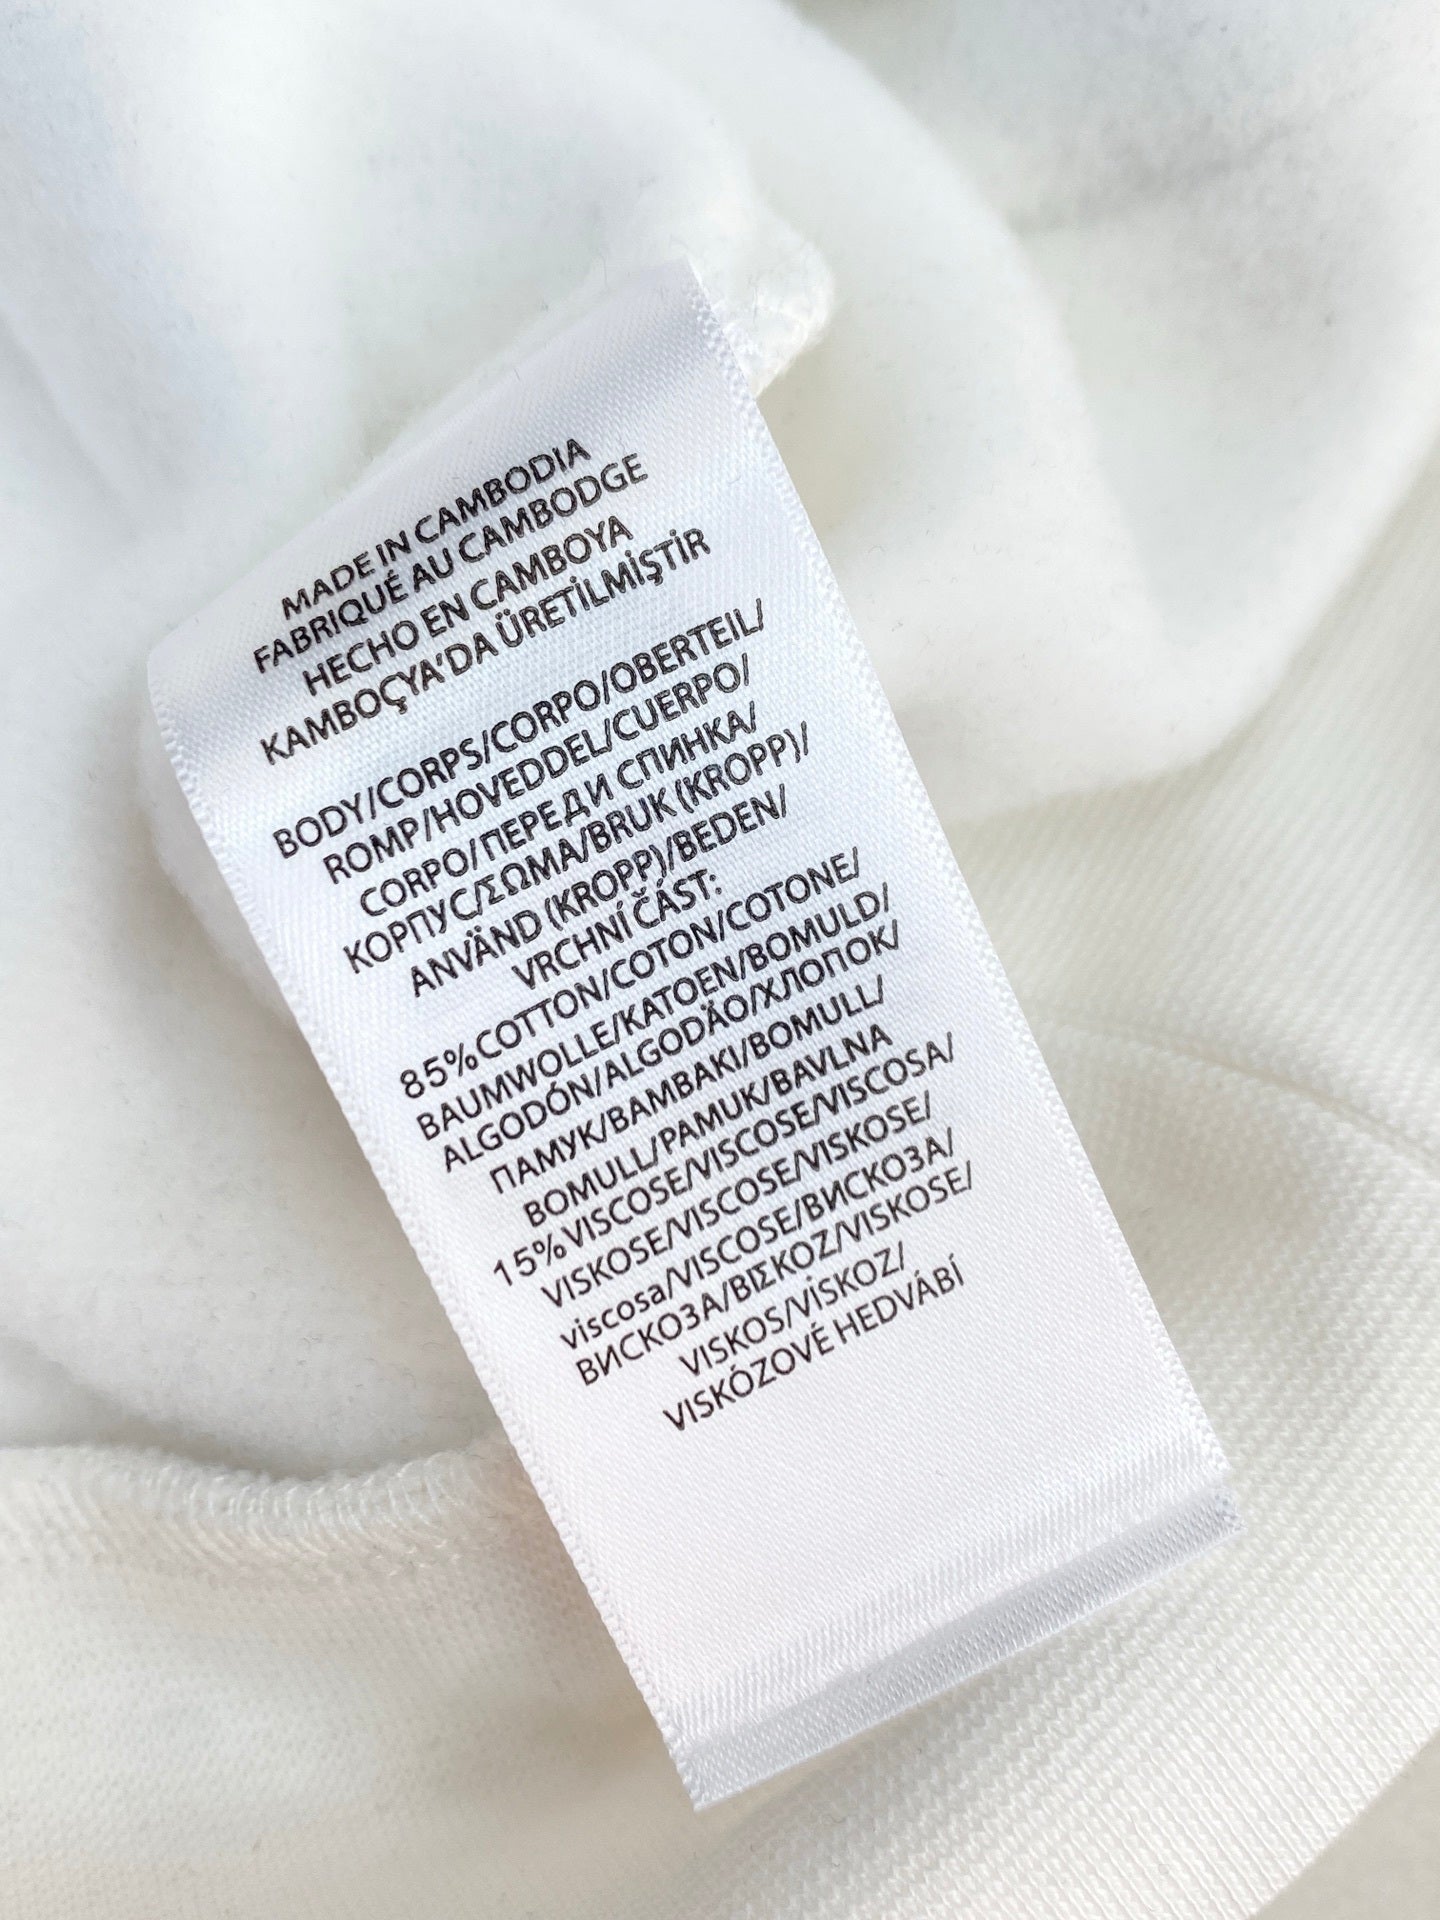 MADE IN CAMBODIA
FABRIQUÉ AU CAMBODGE
HECHO EN CAMBOYA
KAMBOÇYA'DA ÜRETİLMİŞTİR
BODY/CORPS/CORPO/OBERTEIL/
ROMP/HOVEDDEL/CUERPO/
CORPO/ПЕРЕД И СПИНКА/
КОРПУС/ΣΩΜΑ/BRUK (KROPP)/
ANVÄND (KROPP)/BEDEN/
VRCHNÍ ČÁST:
85%COTTON/COTON/COTONE/
BAUMWOLLE/KATOEN/BOMULD/
ALGODÓN/ALGODÃO/ХЛОПОК/
ПАМУК/BAMBAKI/BOMULL/
BOMULL/PAMUK/BAVLNA
15%VISCOSE/VISCOSE/VISCOSA/
VISKOSE/VISCOSE/VISKOSE/
viscosa/VISCOSE/ВИСКОЗА/
ВИСКОЗА/ΒΙΣΚΟΖ/VISKOSE/
VISKOS/VİSKOZ/
VISKÓZOVÉ HEDVÁBÍ